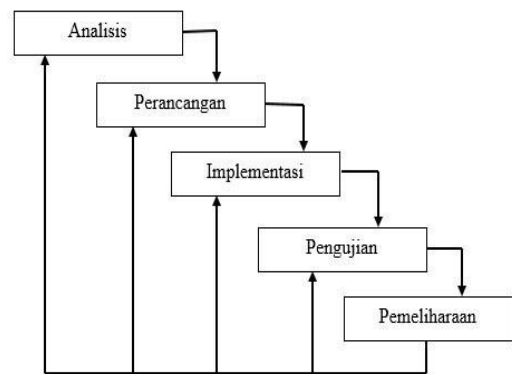 Analisis
Perancangan
Implementasi
Pengujian
Pemeliharaan